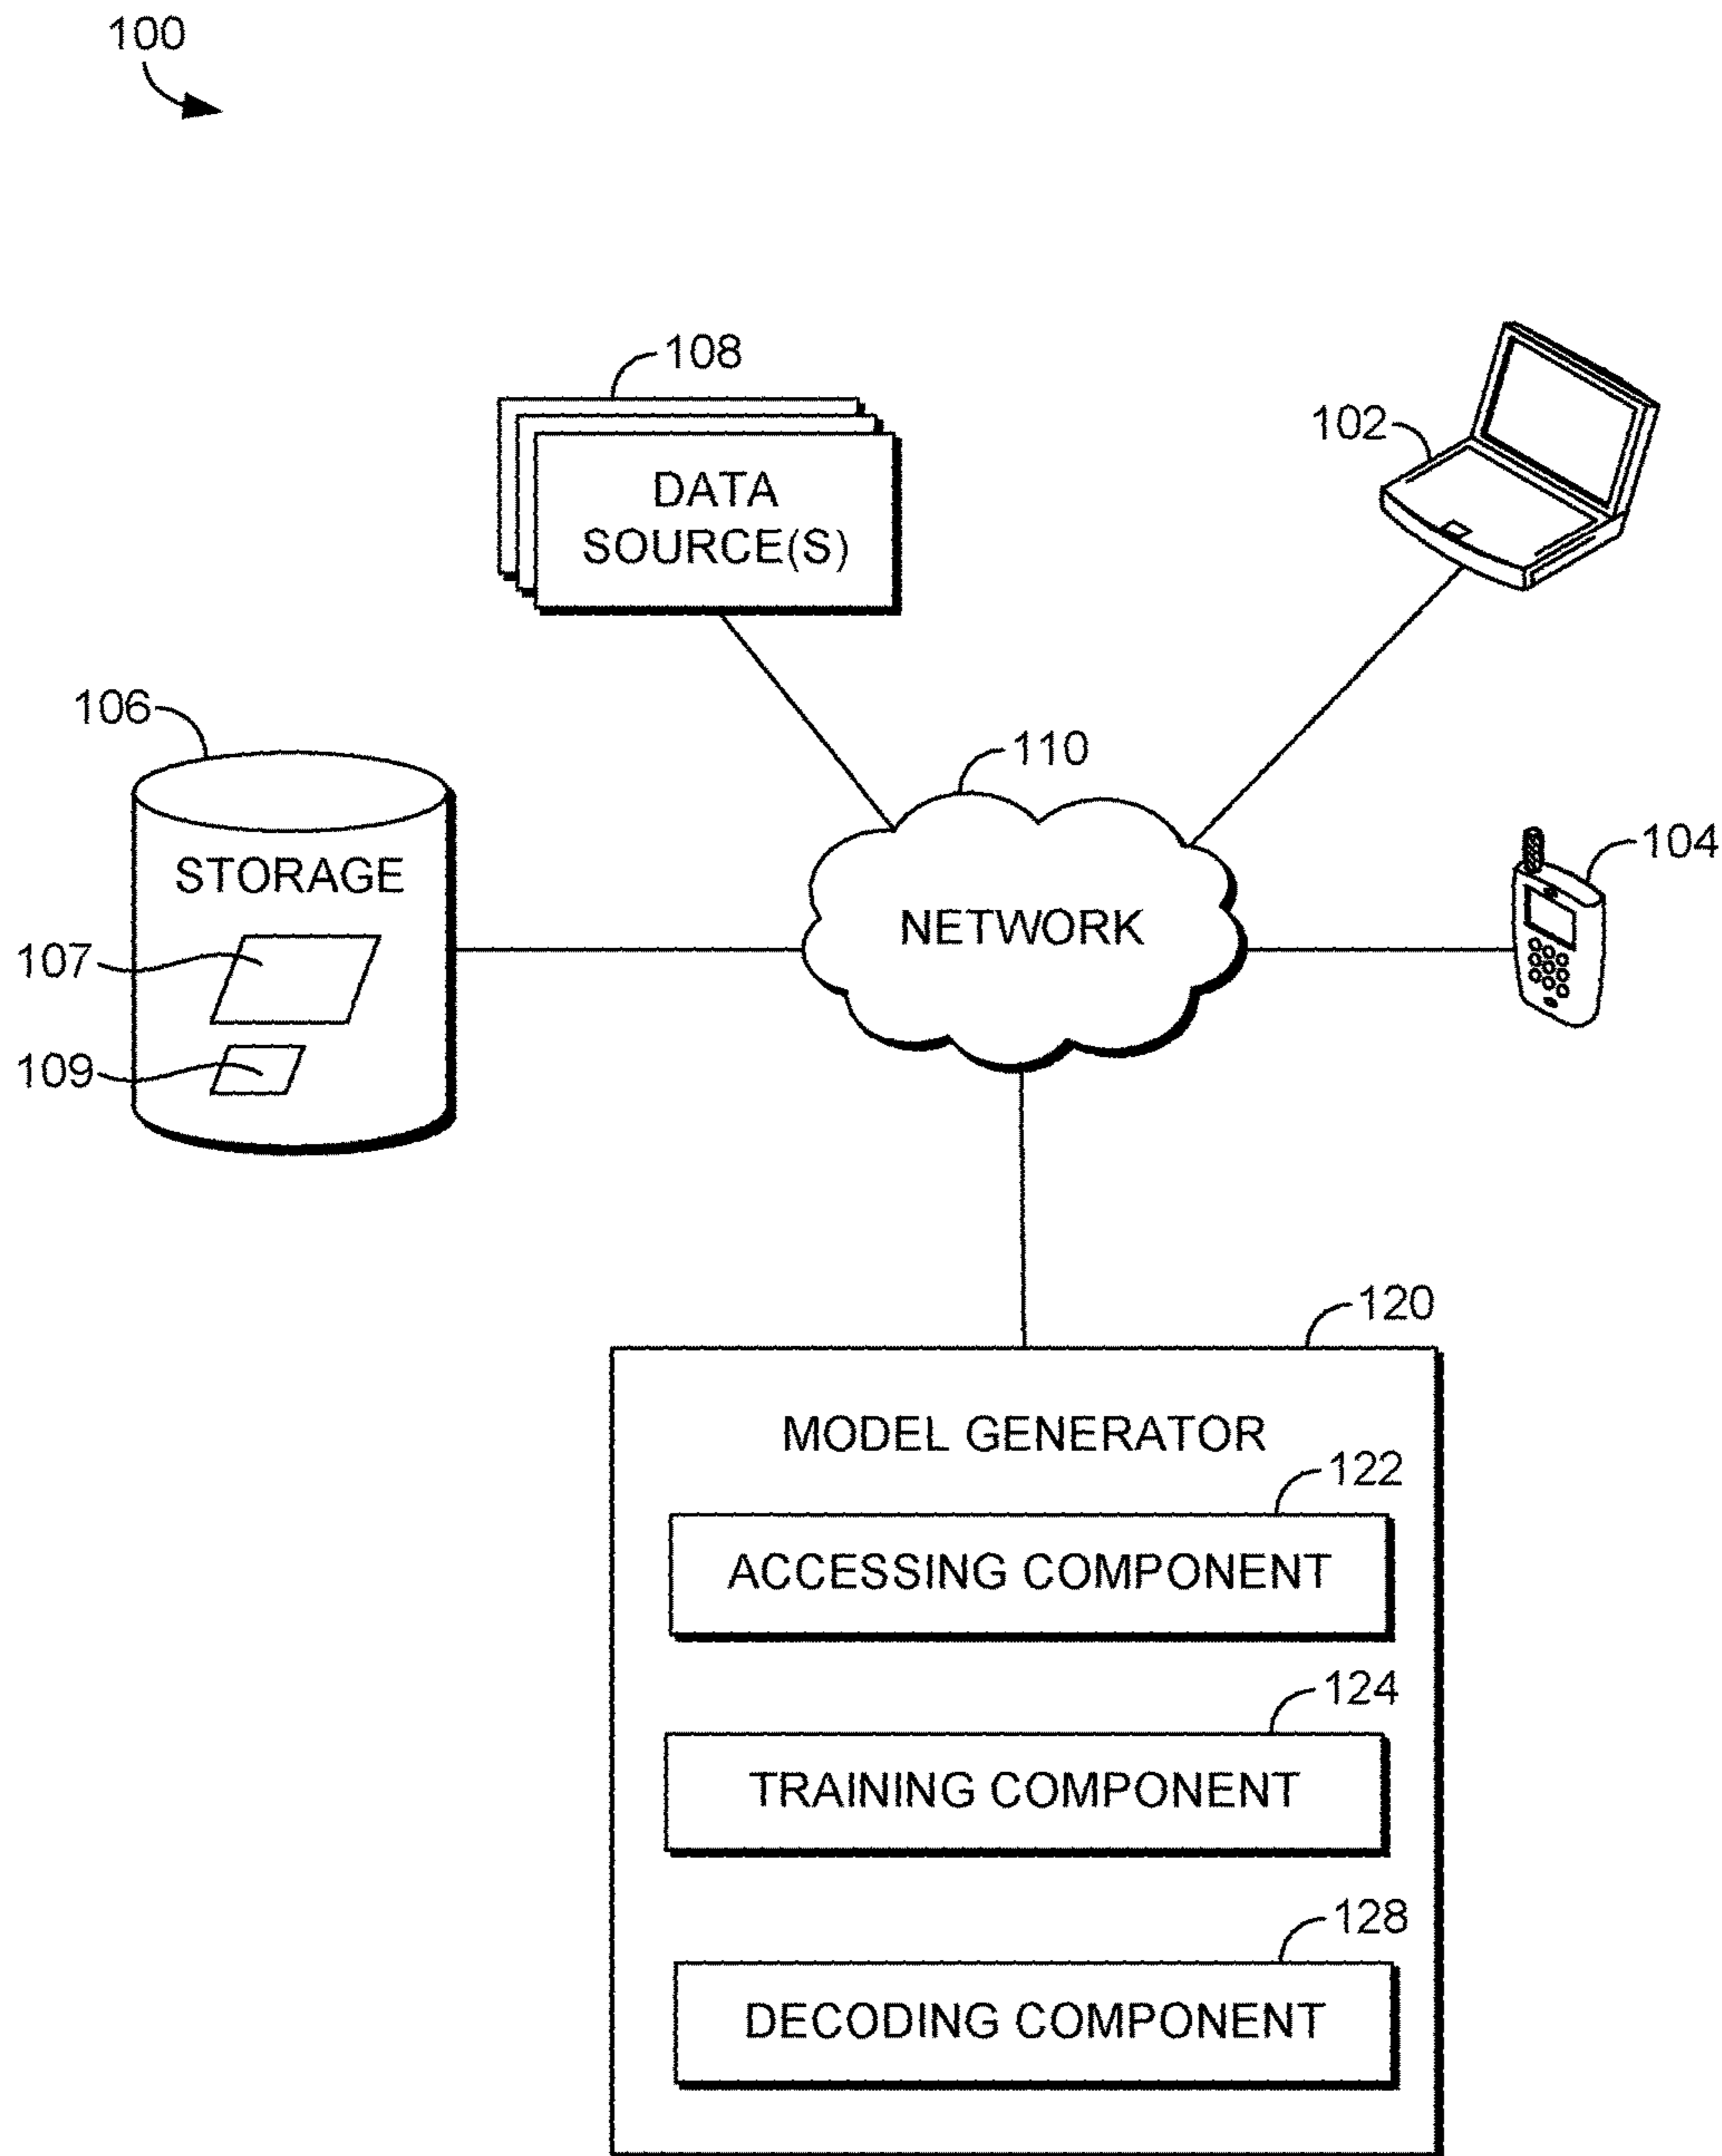 100
108
DATA
SOURCE(S)
102
106
110
STORAGE
104
NETWORK
107
109
120
MODEL GENERATOR
122
ACCESSING COMPONENT
124
TRAINING COMPONENT
128
DECODING COMPONENT